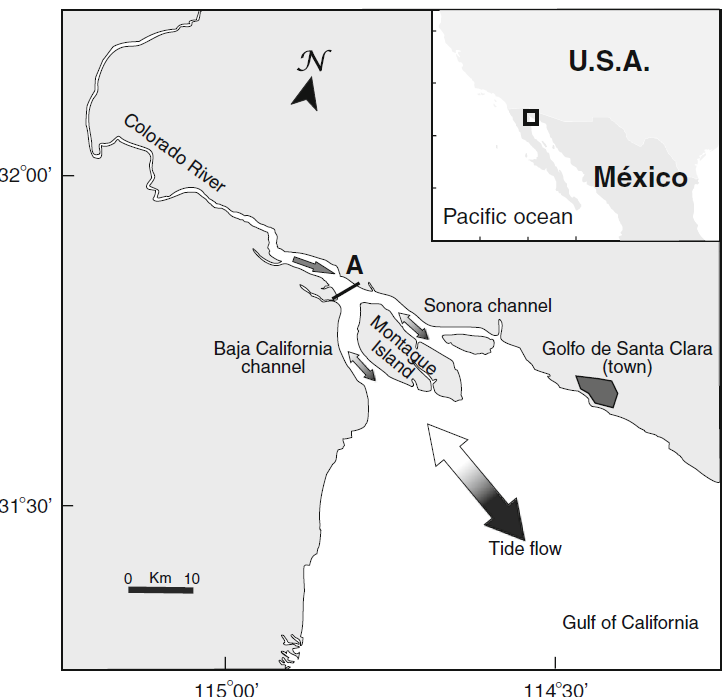 N
U.S.A.
México
Pacific ocean
Colorado River
32°00'
A
Sonora channel
Montague
Island
Baja California
channel
Golfo de Santa Clara
(town)
31°30'
Tide flow
0 Km 10
Gulf of California
115°00'
114°30'